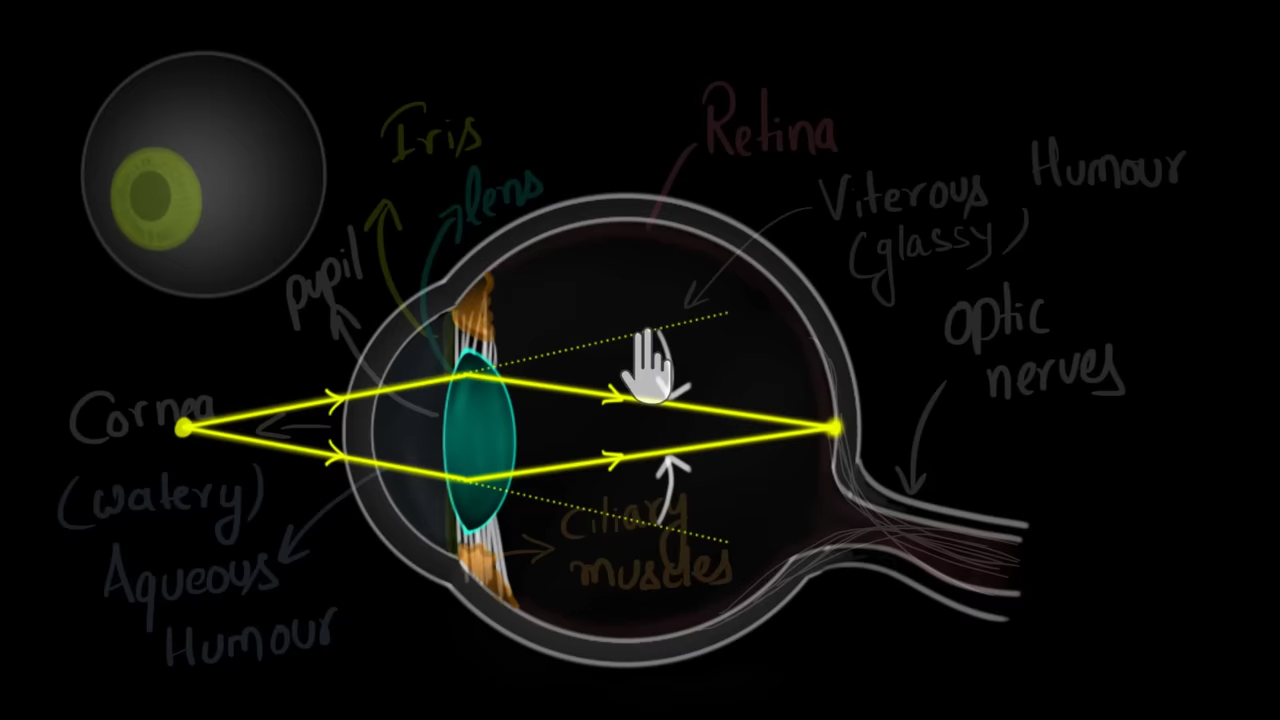 Iris
lens
pupil
Retina
Viterous Humour
(glassy)
optic
nerves
Cornea
(watery)
Aqueous
Humour
Ciliary
muscles